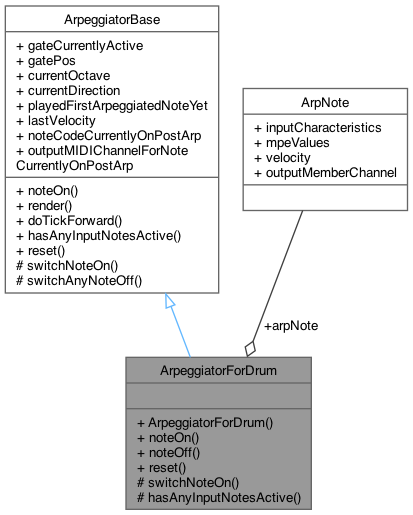 ArpeggiatorBase
+ gateCurrentlyActive
+ gatePos
+ currentOctave
+ currentDirection
+ playedFirstArpeggiatedNoteYet
+ lastVelocity
+ noteCodeCurrentlyOnPostArp
+ outputMIDIChannelForNote
CurrentlyOnPostArp
+ noteOn()
+ render()
+ doTickForward()
+ hasAnyInputNotesActive()
+ reset()
# switchNoteOn()
# switchAnyNoteOff()
ArpNote
+ inputCharacteristics
+ mpeValues
+ velocity
+ outputMemberChannel
+arpNote
ArpeggiatorForDrum
+ ArpeggiatorForDrum()
+ noteOn()
+ noteOff()
+ reset()
# switchNoteOn()
# hasAnyInputNotesActive()